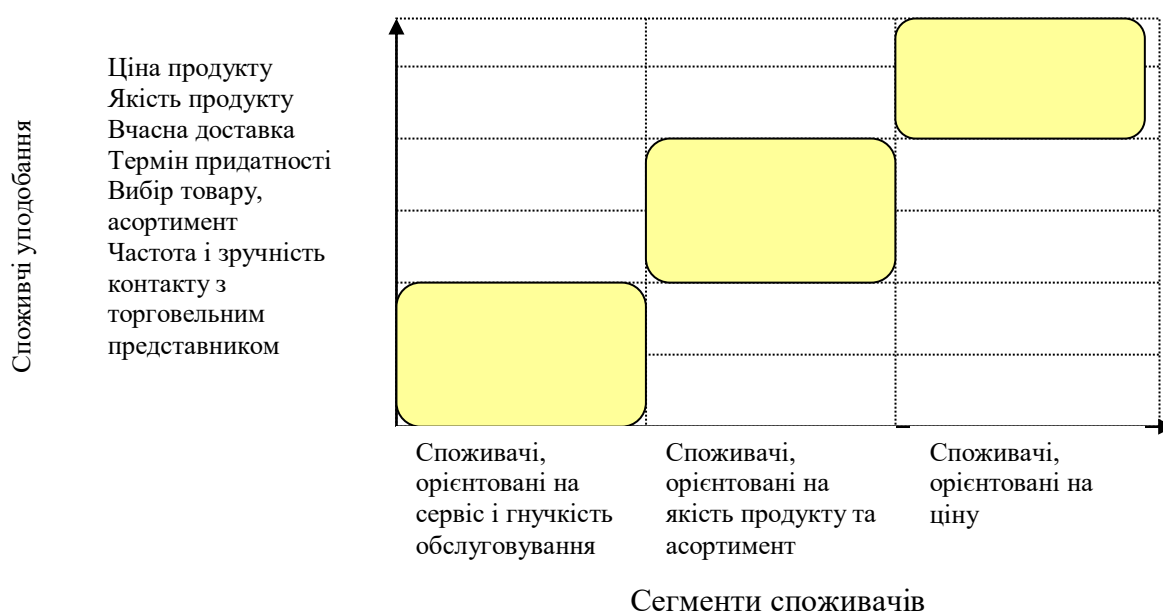 Споживчі уподобання
Ціна продукту
Якість продукту
Вчасна доставка
Термін придатності
Вибір товару,
асортимент
Частота і зручність
контакту з
торговельним
представником
Споживачі,
орієнтовані на
сервіс і гнучкість
обслуговування
Споживачі,
орієнтовані на
якість продукту та
асортимент
Споживачі,
орієнтовані на
ціну
Сегменти споживачів